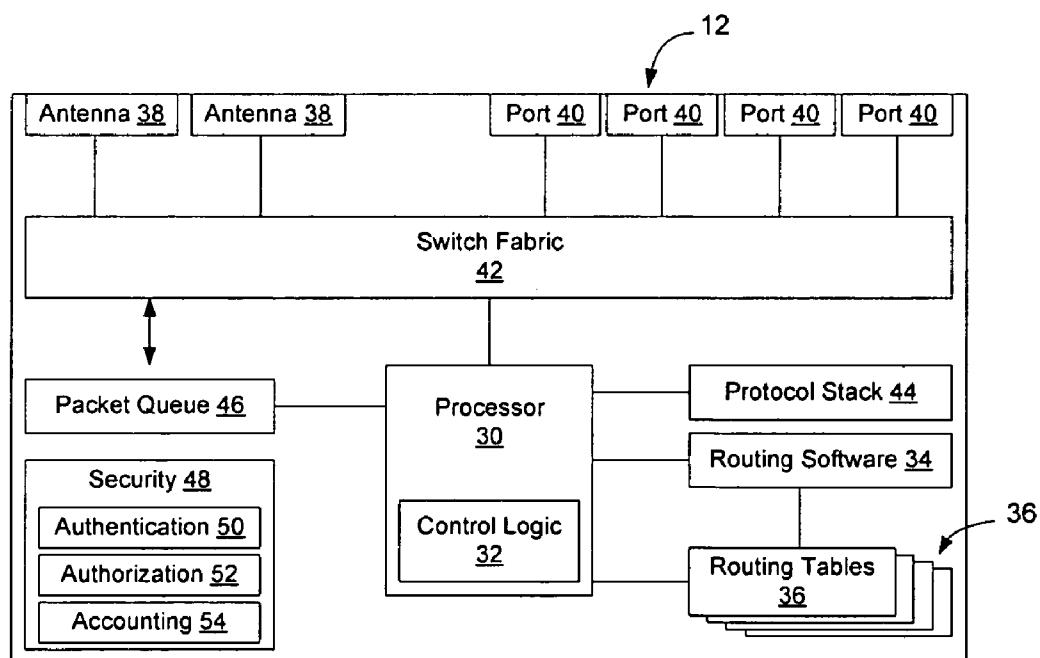 12
Antenna 38
Antenna 38
Port 40
Port 40
Port 40
Port 40
Switch Fabric
42
Packet Queue 46
Processor
30
Protocol Stack 44
Routing Software 34
Security 48
Authentication 50
Authorization 52
Accounting 54
Control Logic
32
Routing Tables
36
36